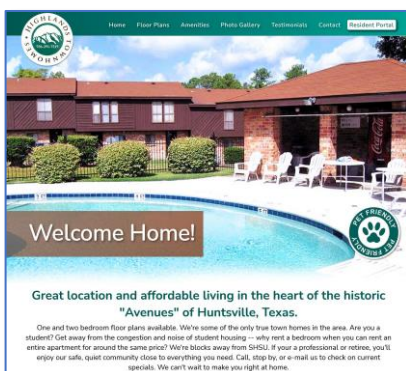 HIGHLANDS TOWNHOMES
Home Floor Plans Amenities Photo Gallery Testimonials Contact Resident Portal
Coca-Cola
Welcome Home!
PET FRIENDLY
PET FRIENDLY
Great location and affordable living in the heart of the historic
"Avenues" of Huntsville, Texas.
One and two bedroom floor plans available. We're some of the only true town homes in the area. Are you a
student? Get away from the congestion and noise of student housing -- why rent a bedroom when you can rent an
entire apartment for around the same price? We're blocks away from SHSU. If your a professional or retiree, you'll
enjoy our safe, quiet community close to everything you need. Call, stop by, or e-mail us to check on current
specials. We can't wait to make you right at home.